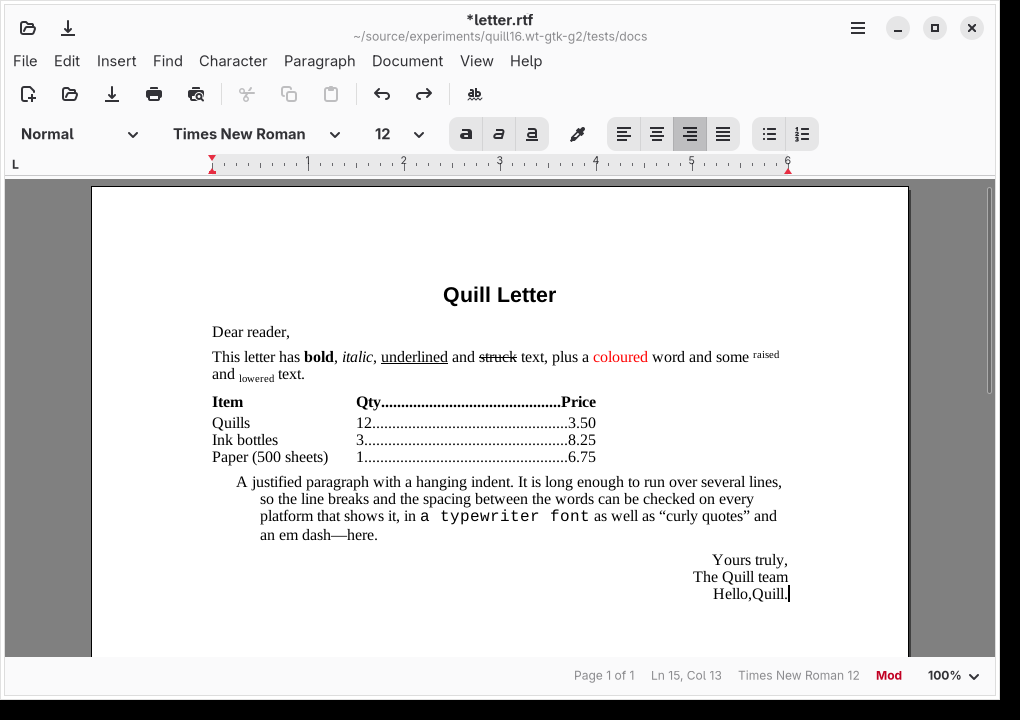 *letter.rtf
~/source/experiments/quill16.wt-gtk-g2/tests/docs
File Edit Insert Find Character Paragraph Document View Help
ab
Normal Times New Roman 12 a a a
L 1 2 3 4 5 6
Quill Letter
Dear reader,
This letter has bold, italic, underlined and struck text, plus a coloured word and some raised
and lowered text.
Item Qty.............................................Price
Quills 12.................................................3.50
Ink bottles 3...................................................8.25
Paper (500 sheets) 1...................................................6.75
A justified paragraph with a hanging indent. It is long enough to run over several lines,
so the line breaks and the spacing between the words can be checked on every
platform that shows it, in a typewriter font as well as “curly quotes” and
an em dash—here.
Yours truly,
The Quill team
Hello,Quill.
Page 1 of 1 Ln 15, Col 13 Times New Roman 12 Mod 100%